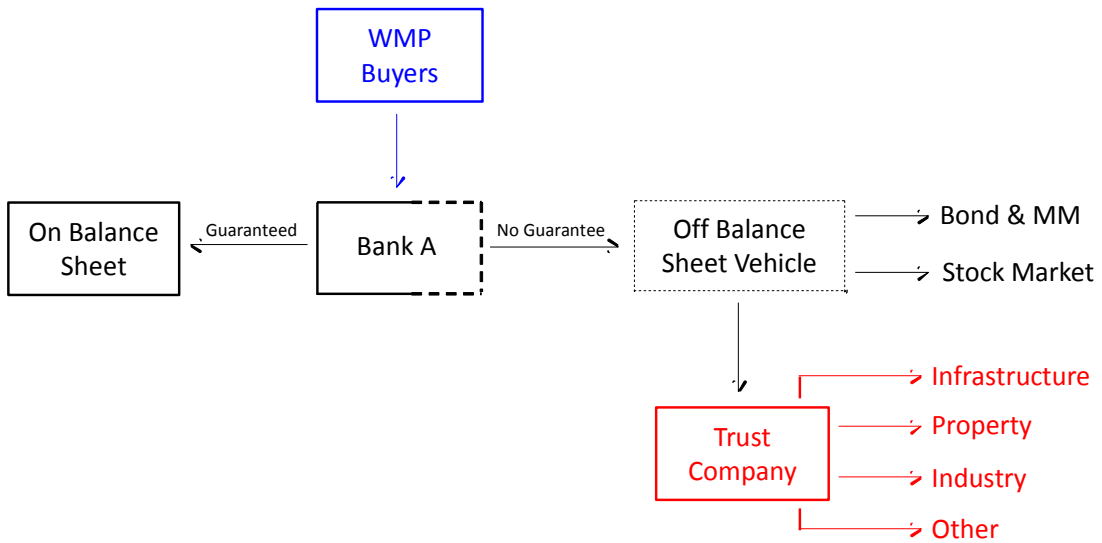 WMP
Buyers
On Balance
Sheet
Guaranteed
Bank A
No Guarantee
Off Balance
Sheet Vehicle
Bond & MM
Stock Market
Trust
Company
Infrastructure
Property
Industry
Other